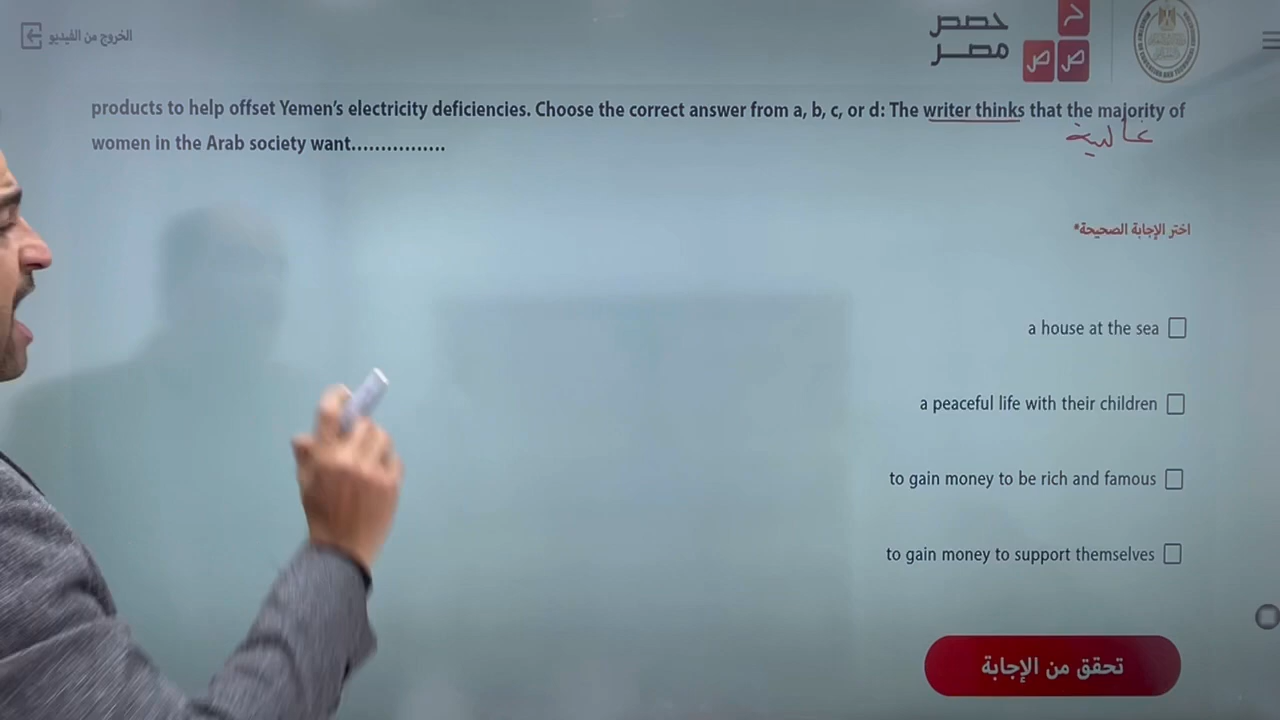 الخروج من الفيديو
حصص
مصر
ح
ص ص
products to help offset Yemen's electricity deficiencies. Choose the correct answer from a, b, c, or d: The writer thinks that the majority of
غالبية
women in the Arab society want................
اختر الإجابة الصحيحة*
a house at the sea
a peaceful life with their children
to gain money to be rich and famous
to gain money to support themselves
تحقق من الإجابة